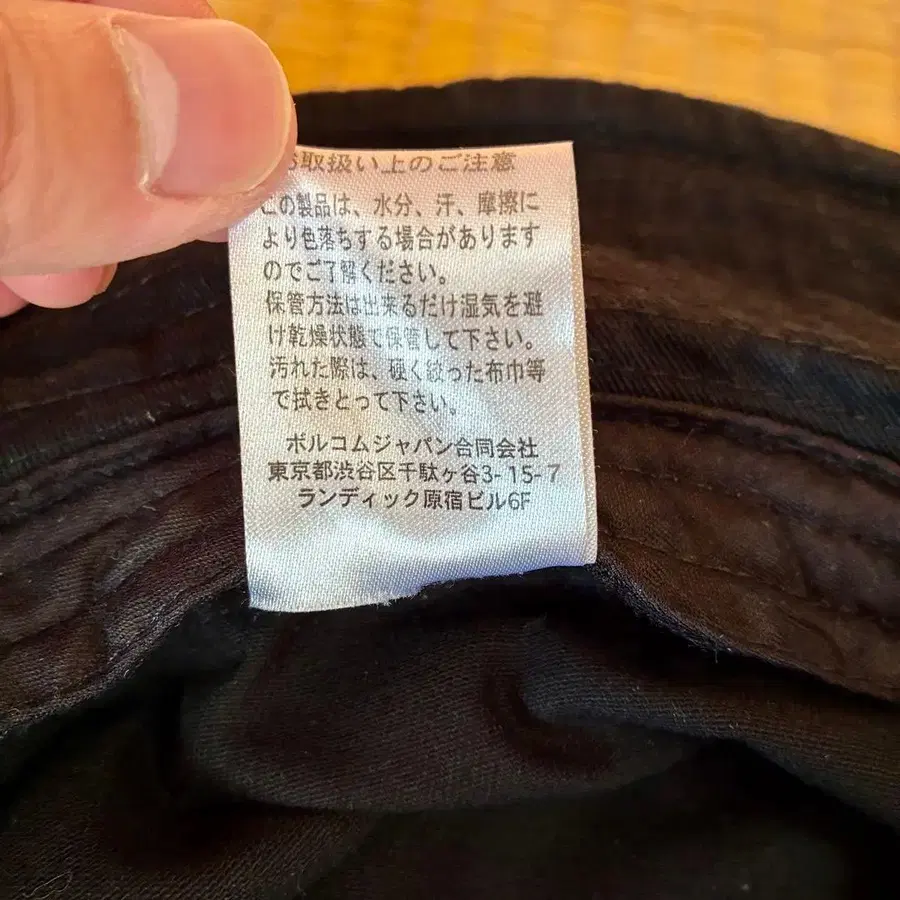 お取扱い上のご注意
この製品は、水分、汗、摩擦に
より色落ちする場合があります
のでご了解ください。
保管方法は出来るだけ湿気を避
け乾燥状態で保管して下さい。
汚れた際は、硬く絞った布巾等
で拭きとって下さい。
ボルコムジャパン合同会社
東京都渋谷区千駄ヶ谷3-15-7
ランディック原宿ビル6F